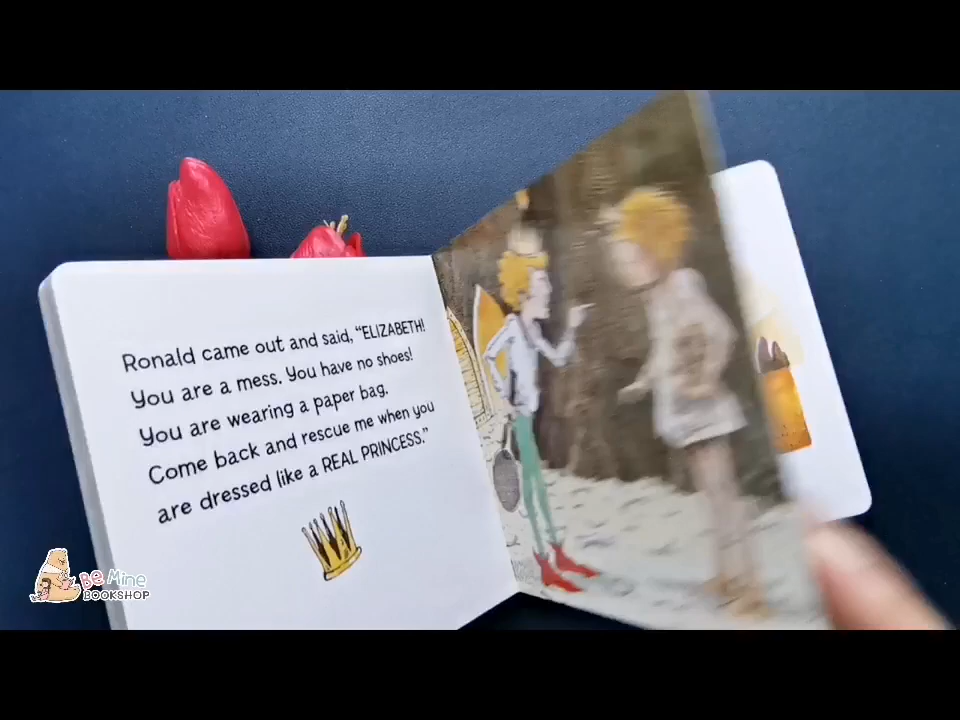 Ronald came out and said, "ELIZABETH!
You are a mess. You have no shoes!
You are wearing a paper bag.
Come back and rescue me when you
are dressed like a REAL PRINCESS."
Be Mine
BOOKSHOP